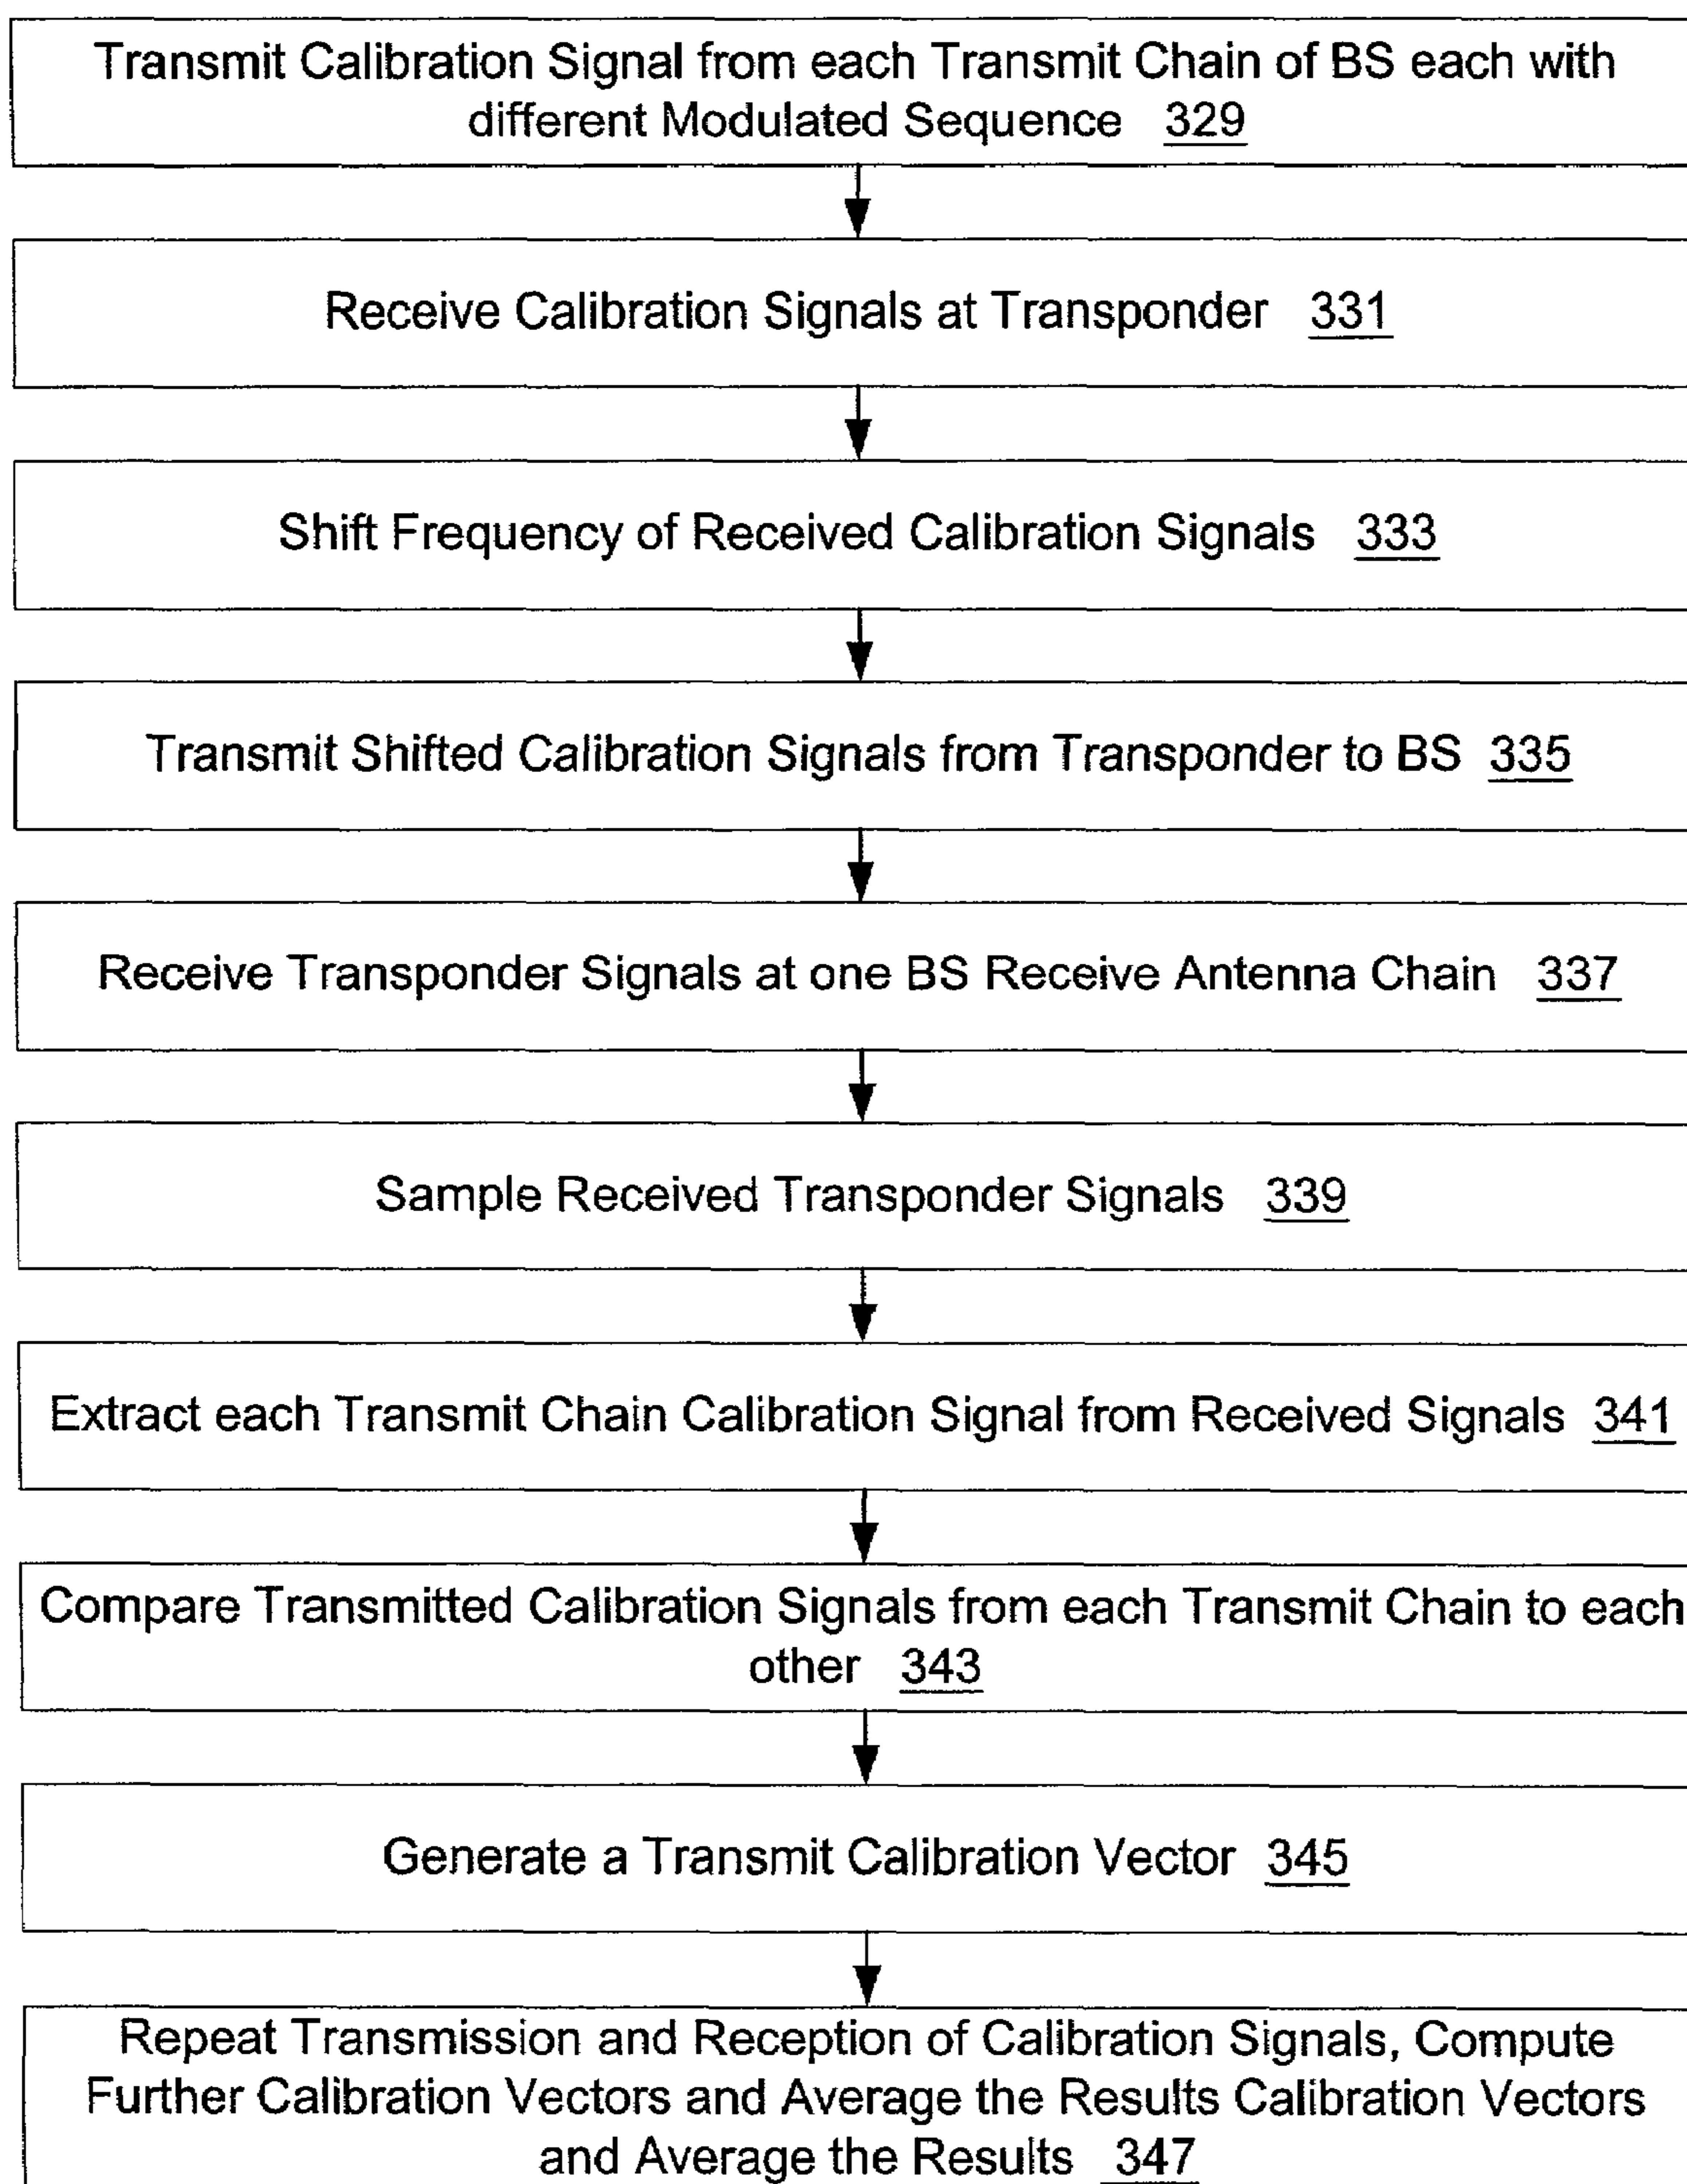 Transmit Calibration Signal from each Transmit Chain of BS each with
different Modulated Sequence 329
Receive Calibration Signals at Transponder 331
Shift Frequency of Received Calibration Signals 333
Transmit Shifted Calibration Signals from Transponder to BS 335
Receive Transponder Signals at one BS Receive Antenna Chain 337
Sample Received Transponder Signals 339
Extract each Transmit Chain Calibration Signal from Received Signals 341
Compare Transmitted Calibration Signals from each Transmit Chain to each
other 343
Generate a Transmit Calibration Vector 345
Repeat Transmission and Reception of Calibration Signals, Compute
Further Calibration Vectors and Average the Results Calibration Vectors
and Average the Results 347